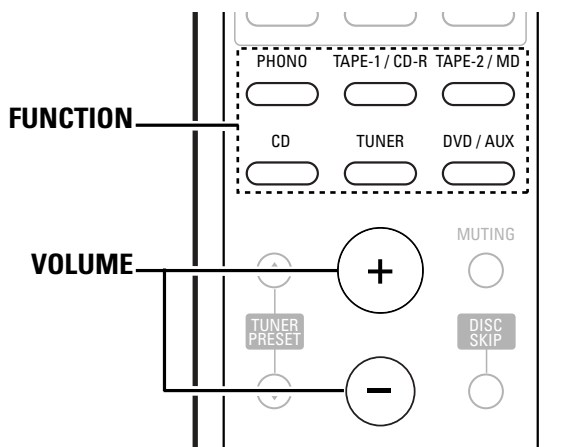 PHONO TAPE-1 / CD-R TAPE-2 / MD
FUNCTION
CD TUNER DVD / AUX
MUTING
VOLUME
+
TUNER
PRESET
DISC
SKIP
−